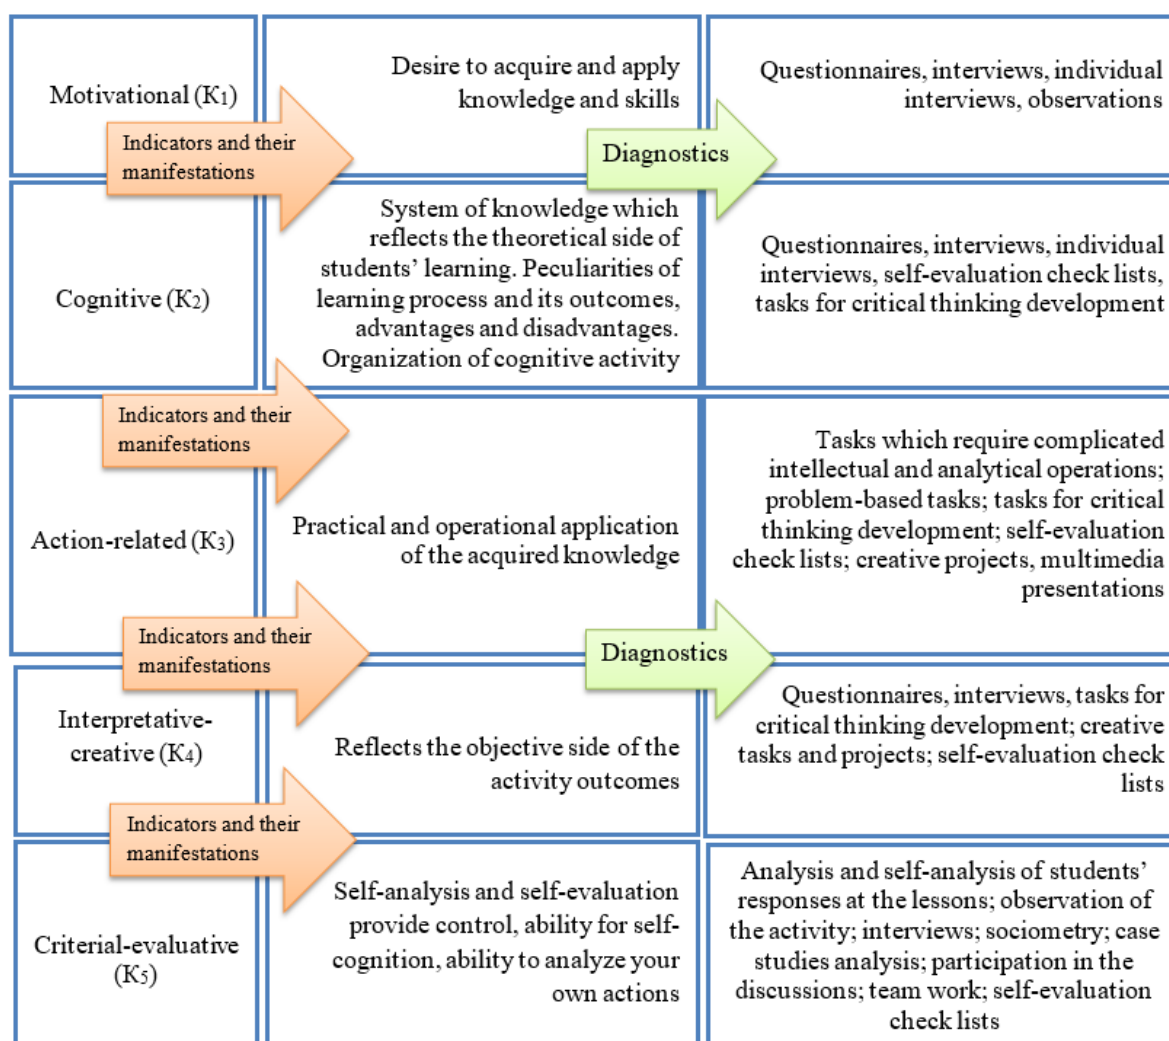 Motivational (K₁)
Indicators and their
manifestations
Desire to acquire and apply
knowledge and skills
Diagnostics
Questionnaires, interviews, individual
interviews, observations
Cognitive (K₂)
System of knowledge which
reflects the theoretical side of
students’ learning. Peculiarities of
learning process and its outcomes,
advantages and disadvantages.
Organization of cognitive activity
Questionnaires, interviews, individual
interviews, self-evaluation check lists,
tasks for critical thinking development
Indicators and their
manifestations
Action-related (K₃)
Practical and operational application
of the acquired knowledge
Tasks which require complicated
intellectual and analytical operations;
problem-based tasks; tasks for critical
thinking development; self-evaluation
check lists; creative projects, multimedia
presentations
Indicators and their
manifestations
Diagnostics
Interpretative-
creative (K₄)
Reflects the objective side of the
activity outcomes
Questionnaires, interviews, tasks for
critical thinking development; creative
tasks and projects; self-evaluation check
lists
Indicators and their
manifestations
Criterial-evaluative
(K₅)
Self-analysis and self-evaluation
provide control, ability for self-
cognition, ability to analyze your
own actions
Analysis and self-analysis of students’
responses at the lessons; observation of
the activity; interviews; sociometry; case
studies analysis; participation in the
discussions; team work; self-evaluation
check lists